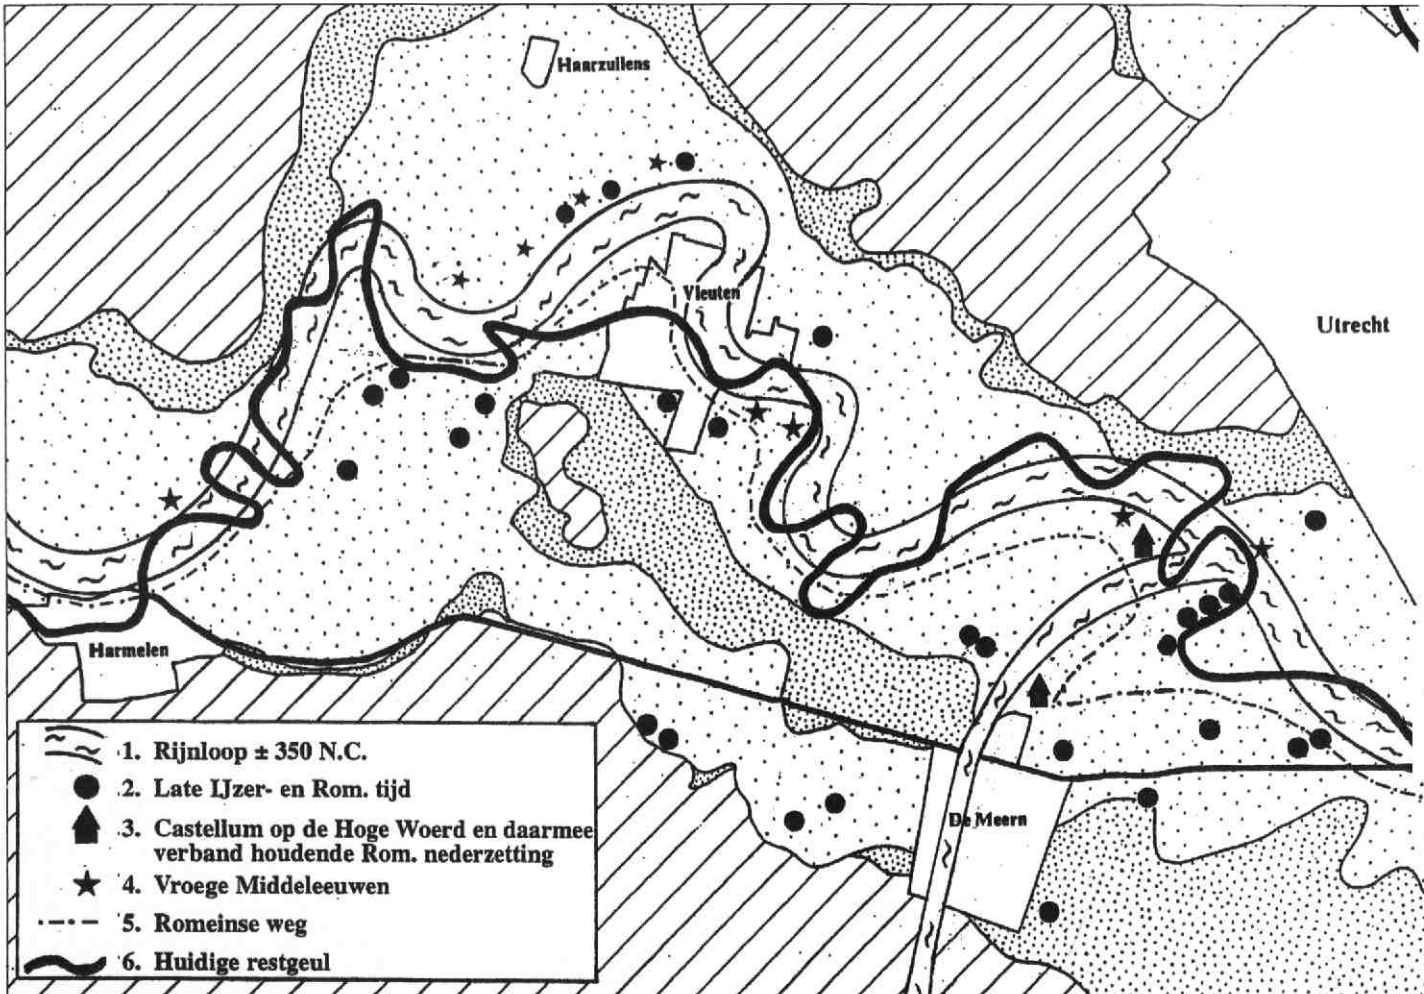 Haarzuilens
Vleuten
Utrecht
Harmelen
De Meern
1. Rijnloop ± 350 N.C.
2. Late IJzer- en Rom. tijd
3. Castellum op de Hoge Woerd en daarmee
verband houdende Rom. nederzetting
4. Vroege Middeleeuwen
5. Romeinse weg
6. Huidige restgeul